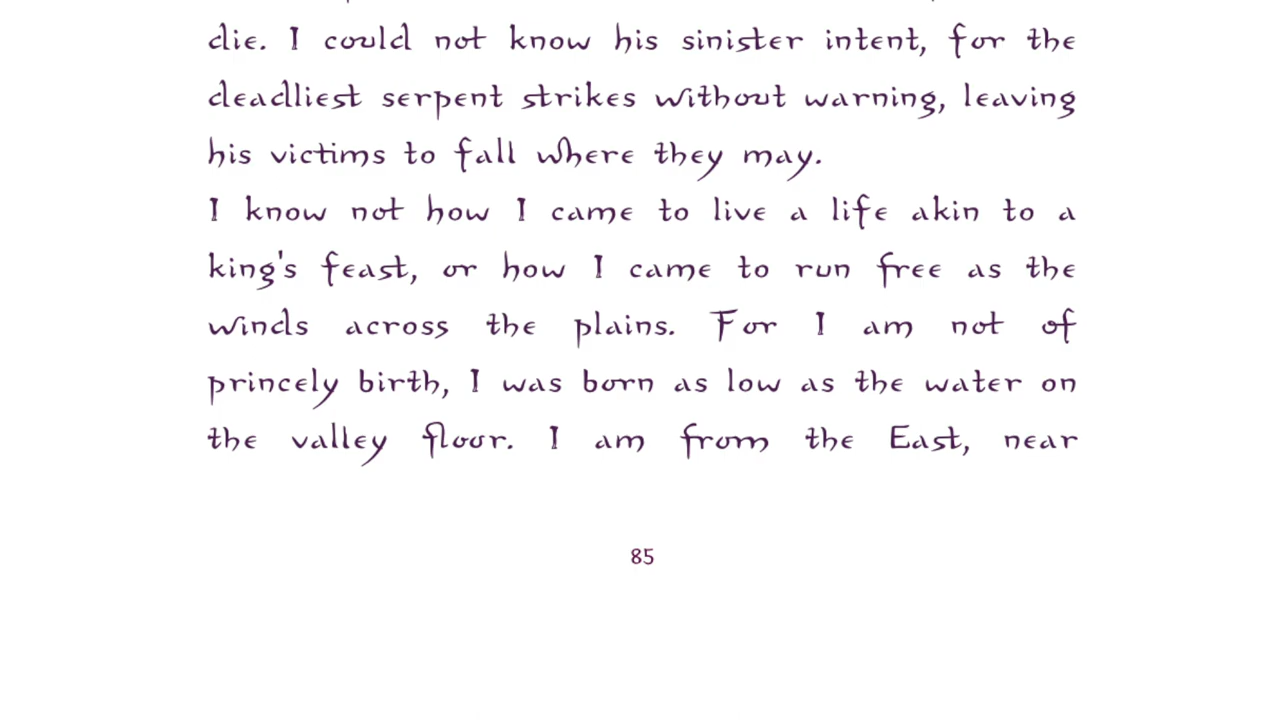 die. I could not know his sinister intent, for the
deadliest serpent strikes without warning, leaving
his victims to fall where they may.
I know not how I came to live a life akin to a
king's feast, or how I came to run free as the
winds across the plains. For I am not of
princely birth, I was born as low as the water on
the valley floor. I am from the East, near
85